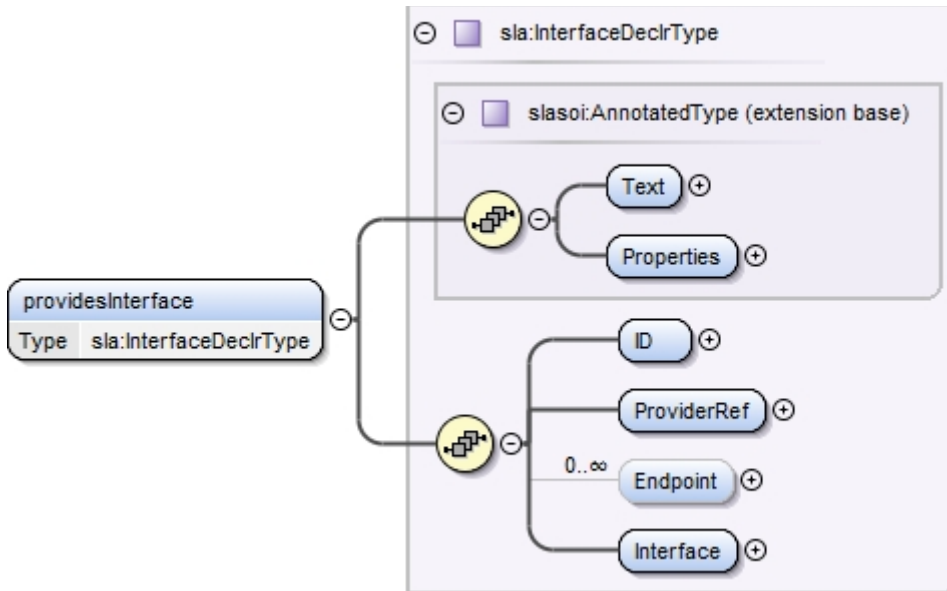 sla:InterfaceDeclrType
slasoi:AnnotatedType (extension base)
Text
Properties
providesInterface
Type sla:InterfaceDeclrType
ID
ProviderRef
0..∞
Endpoint
Interface